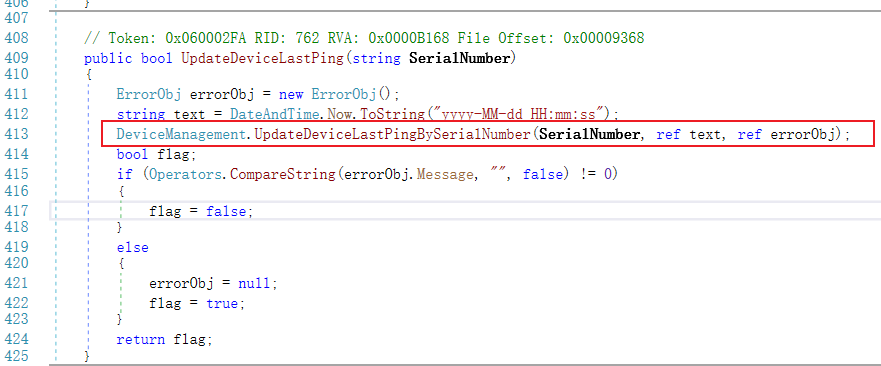 406 }
407
408 // Token: 0x060002FA RID: 762 RVA: 0x0000B168 File Offset: 0x00009368
409 public bool UpdateDeviceLastPing(string SerialNumber)
410 {
411 ErrorObj errorObj = new ErrorObj();
412 string text = DateAndTime.Now.ToString("yyyy-MM-dd HH:mm:ss");
413 DeviceManagement.UpdateDeviceLastPingBySerialNumber(SerialNumber, ref text, ref errorObj);
414 bool flag;
415 if (Operators.CompareString(errorObj.Message, "", false) != 0)
416 {
417 flag = false;
418 }
419 else
420 {
421 errorObj = null;
422 flag = true;
423 }
424 return flag;
425 }